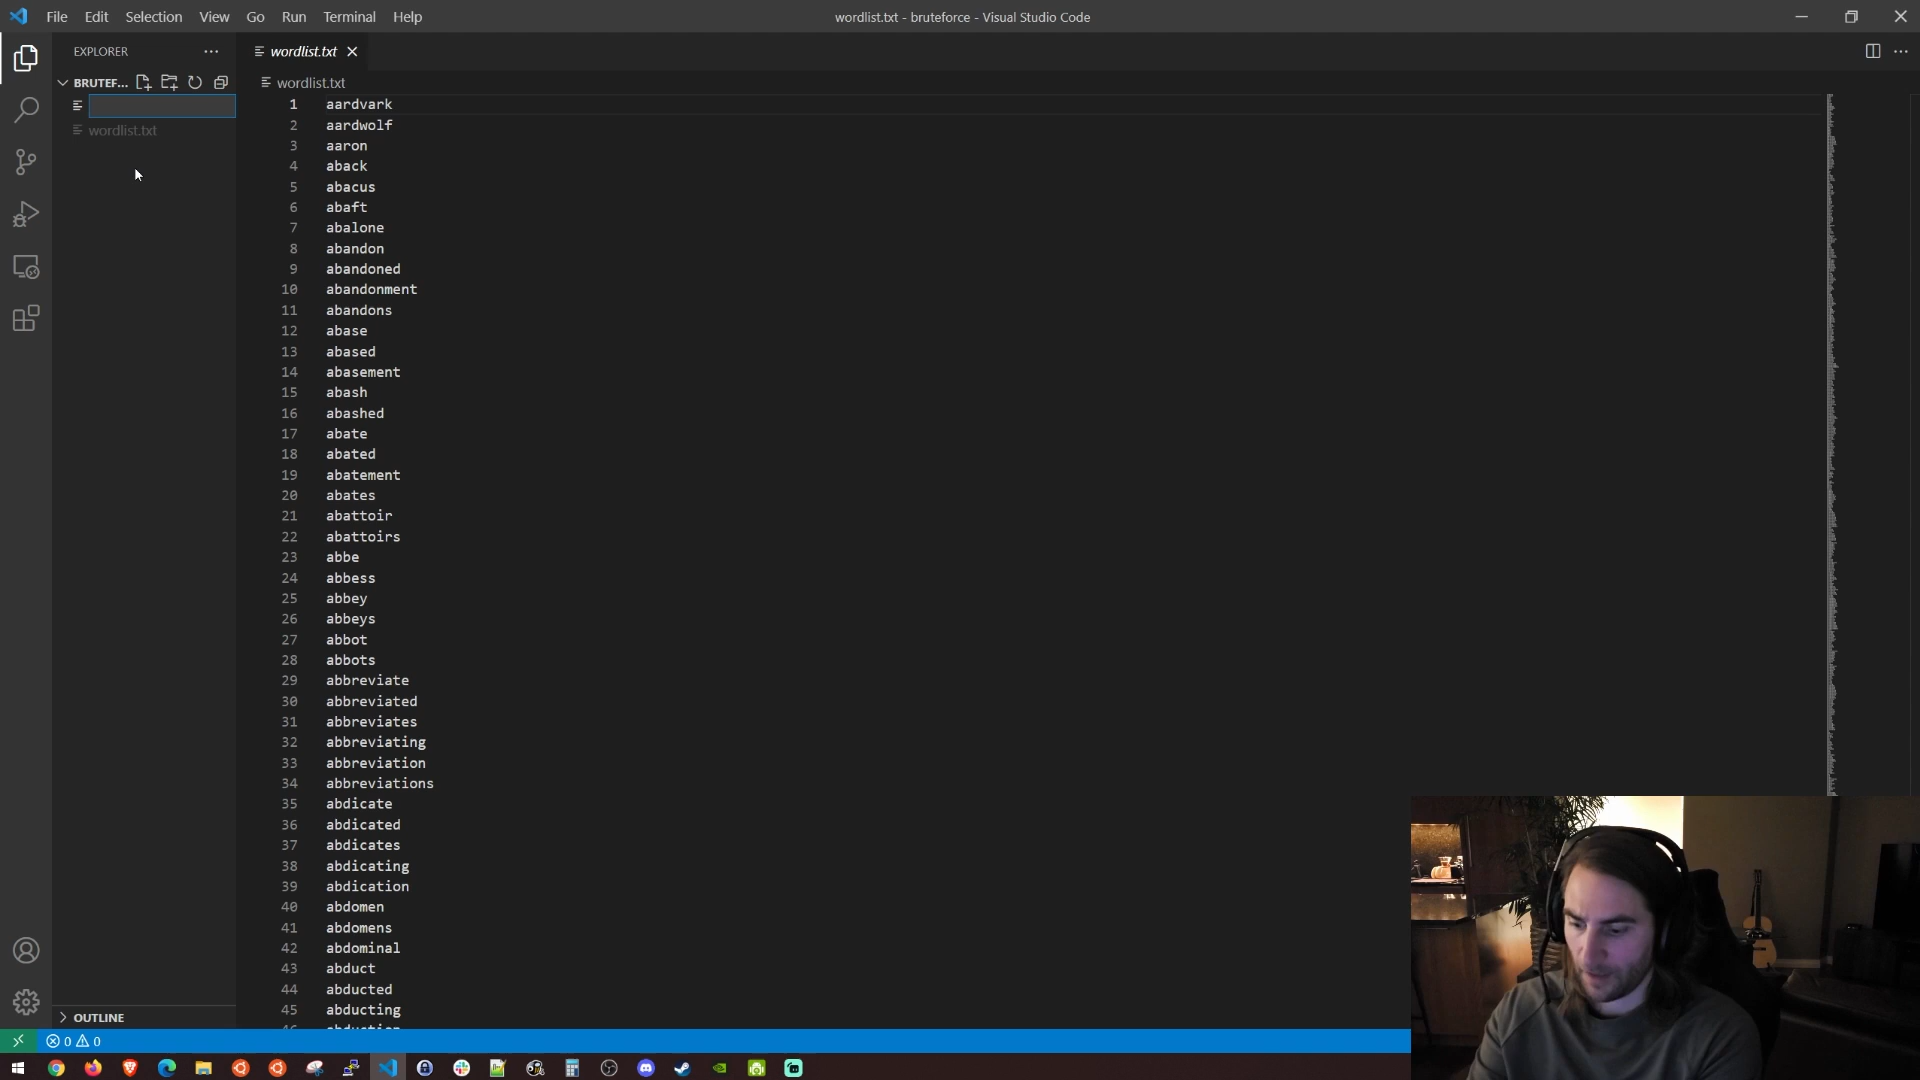 File Edit Selection View Go Run Terminal Help
wordlist.txt - bruteforce - Visual Studio Code
EXPLORER
wordlist.txt
BRUTEF...
wordlist.txt
wordlist.txt
1 aardvark
2 aardwolf
3 aaron
4 aback
5 abacus
6 abaft
7 abalone
8 abandon
9 abandoned
10 abandonment
11 abandons
12 abase
13 abased
14 abasement
15 abash
16 abashed
17 abate
18 abated
19 abatement
20 abates
21 abattoir
22 abattoirs
23 abbe
24 abbess
25 abbey
26 abbeys
27 abbot
28 abbots
29 abbreviate
30 abbreviated
31 abbreviates
32 abbreviating
33 abbreviation
34 abbreviations
35 abdicate
36 abdicated
37 abdicates
38 abdicating
39 abdication
40 abdomen
41 abdomens
42 abdominal
43 abduct
44 abducted
45 abducting
OUTLINE
0 0